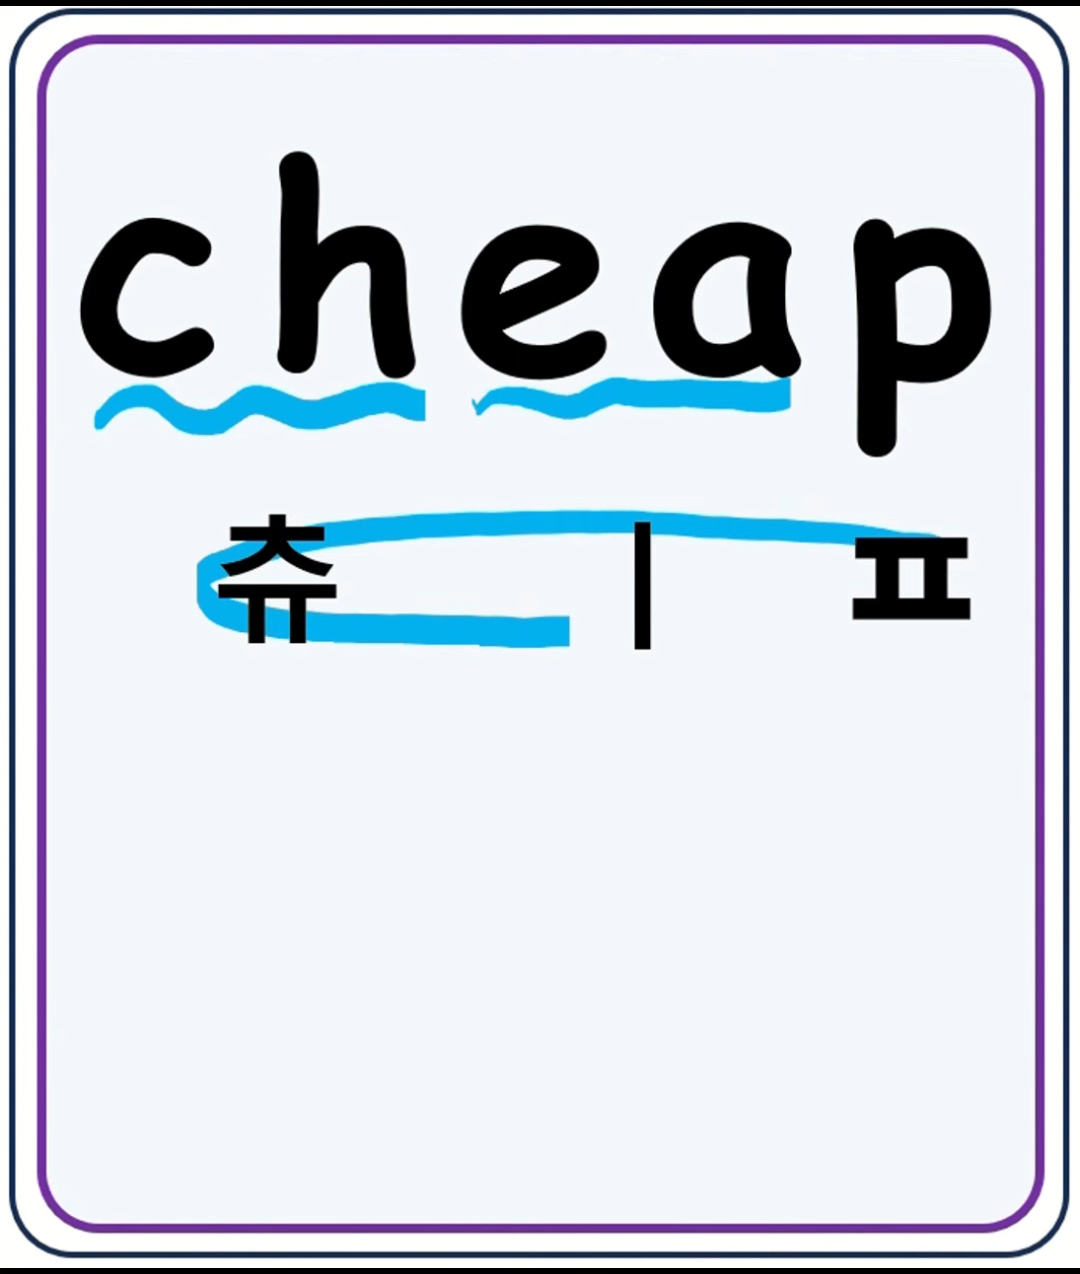 cheap
츄 ㅣ ㅍ